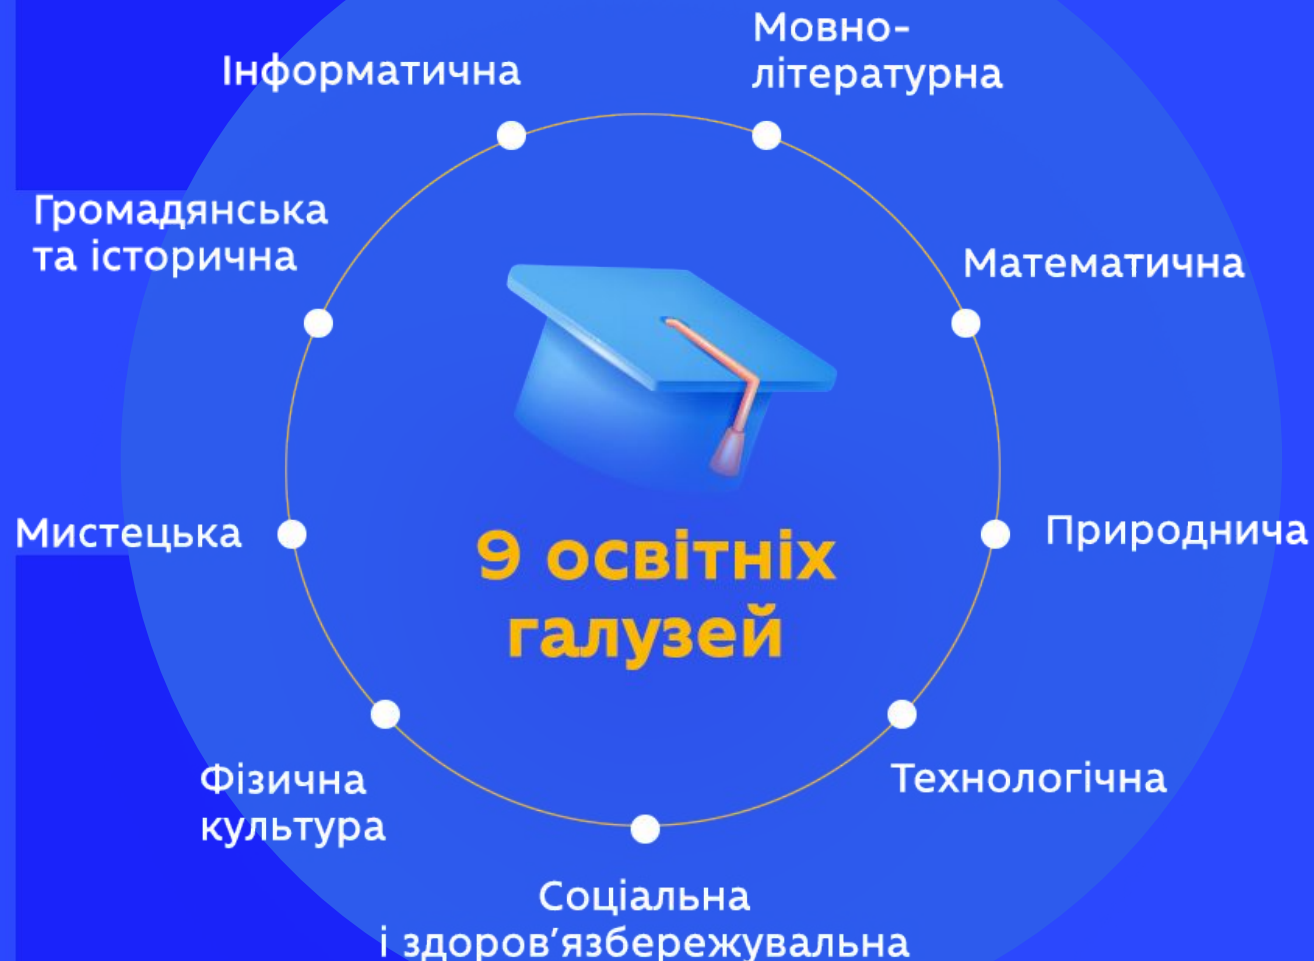 Мовно-
літературна
Математична
Природнича
Технологічна
Соціальна
і здоров’язбережувальна
Фізична
культура
Мистецька
Громадянська
та історична
Інформатична
9 освітніх
галузей